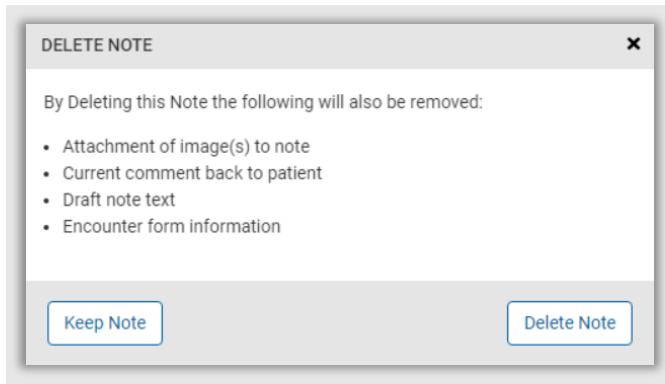 DELETE NOTE ×
By Deleting this Note the following will also be removed:
• Attachment of image(s) to note
• Current comment back to patient
• Draft note text
• Encounter form information
Keep Note Delete Note